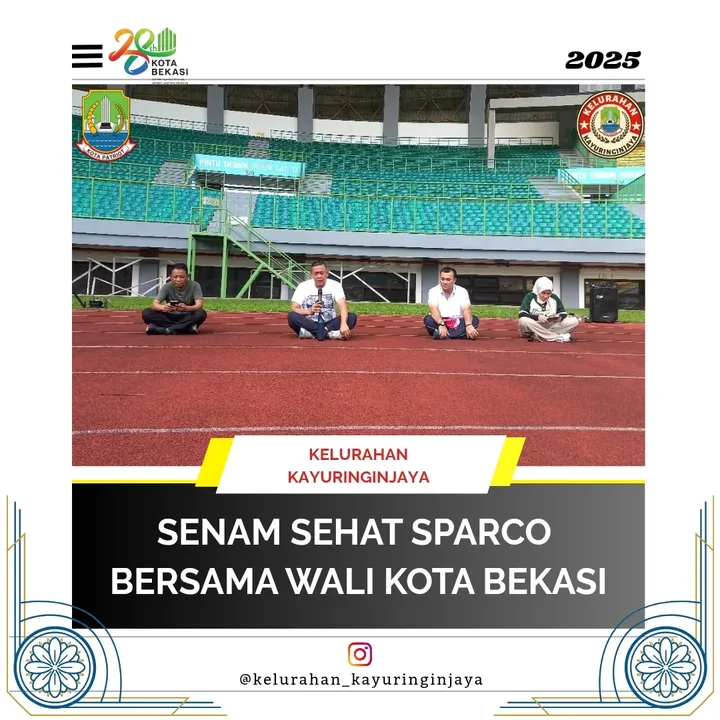 28th
KOTA
BEKASI
2025
KOTA PATRIOT
KELURAHAN
KAYURINGINJAYA
PINTU
KELURAHAN
KAYURINGINJAYA
SENAM SEHAT SPARCO
BERSAMA WALI KOTA BEKASI
@kelurahan_kayuringinjaya